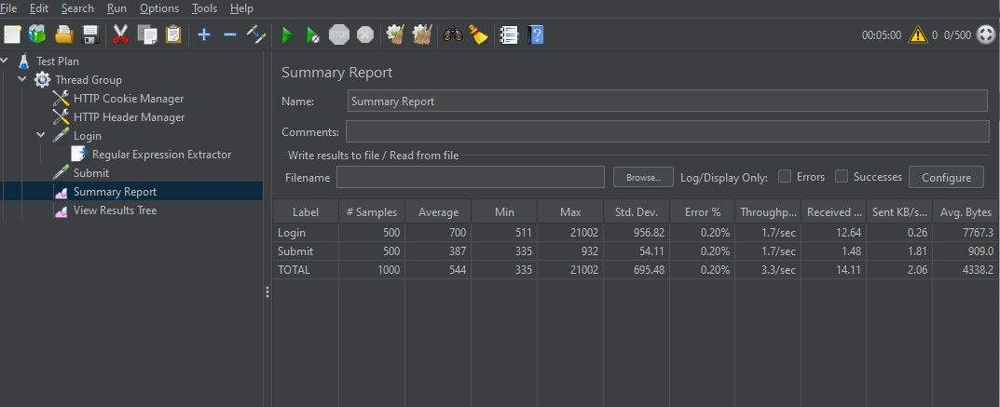 File Edit Search Run Options Tools Help
00:05:00 0 0/500
Test Plan
Thread Group
HTTP Cookie Manager
HTTP Header Manager
Login
Regular Expression Extractor
Submit
Summary Report
View Results Tree
Summary Report
Name: Summary Report
Comments:
Write results to file / Read from file
Filename Browse... Log/Display Only: Errors Successes Configure
Label # Samples Average Min Max Std. Dev. Error % Throughp... Received ... Sent KB/s... Avg. Bytes
Login 500 700 511 21002 956.82 0.20% 1.7/sec 12.64 0.26 7767.3
Submit 500 387 335 932 54.11 0.20% 1.7/sec 1.48 1.81 909.0
TOTAL 1000 544 335 21002 695.48 0.20% 3.3/sec 14.11 2.06 4338.2